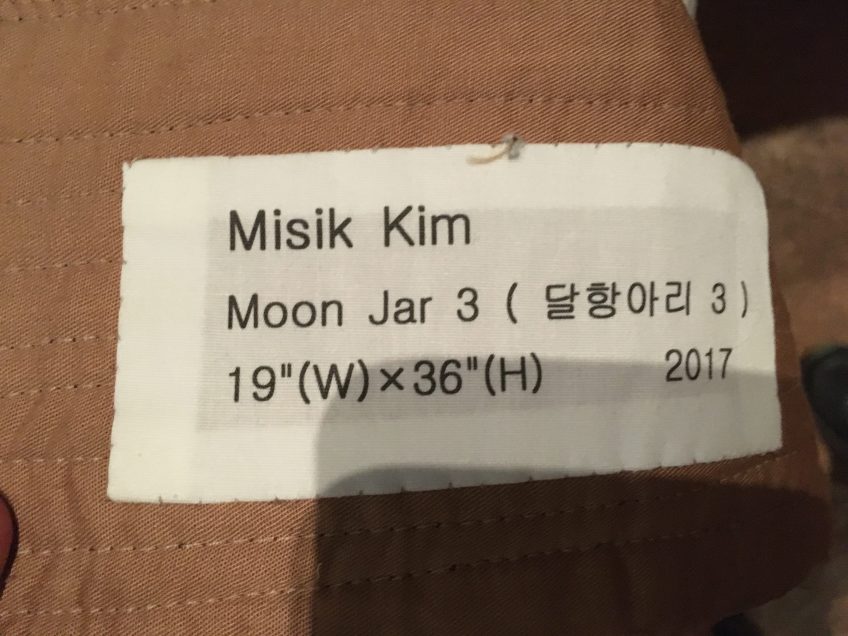 Misik Kim
Moon Jar 3 ( 달항아리 3 )
19"(W)×36"(H) 2017